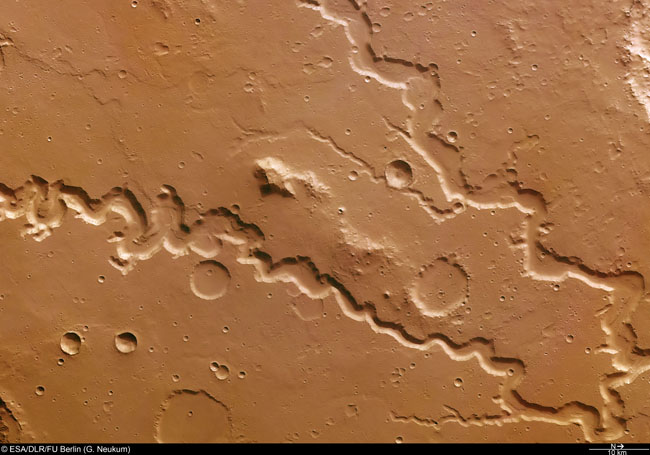 © ESA/DLR/FU Berlin (G. Neukum)
N→
10 km